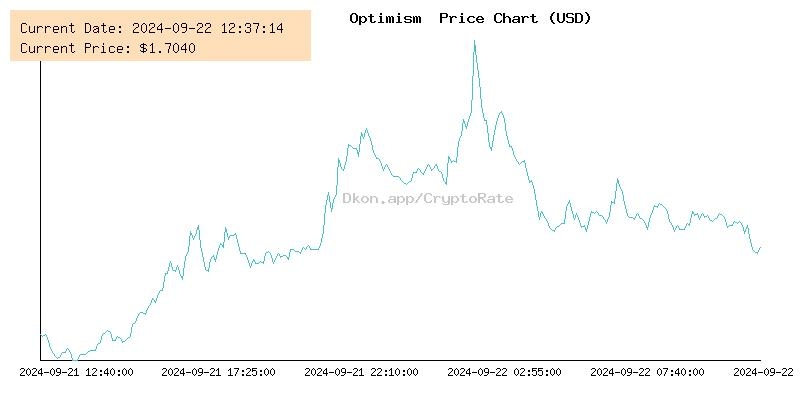 Optimism  Price Chart (USD)
Current Date: 2024-09-22 12:37:14
Current Price: $1.7040
Dkon.app/CryptoRate
2024-09-21 12:40:00 2024-09-21 17:25:00 2024-09-21 22:10:00 2024-09-22 02:55:00 2024-09-22 07:40:00 2024-09-22